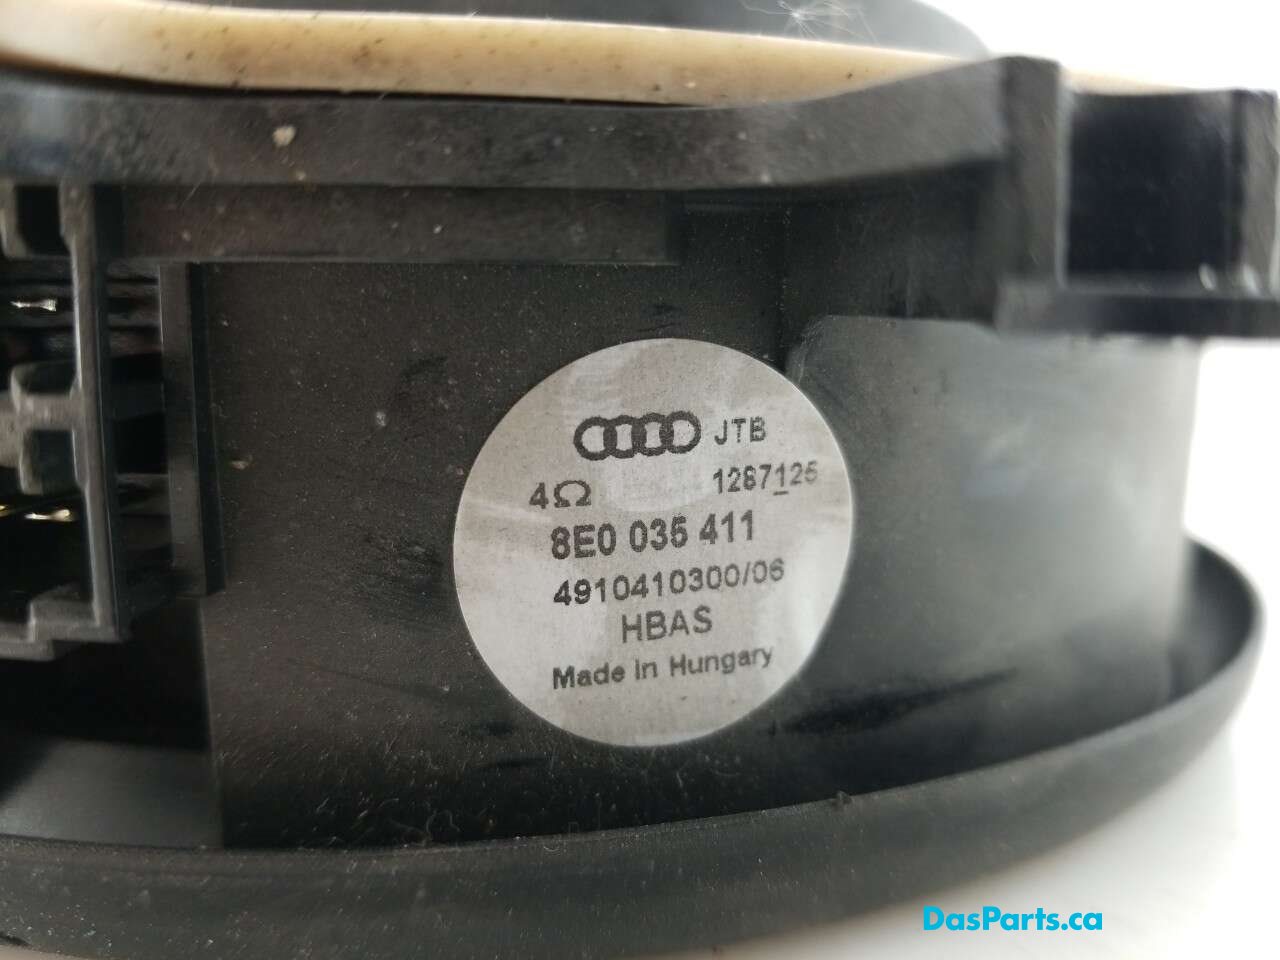 JTB
1287125
4Ω
8E0 035 411
4910410300/06
HBAS
Made in Hungary
DasParts.ca